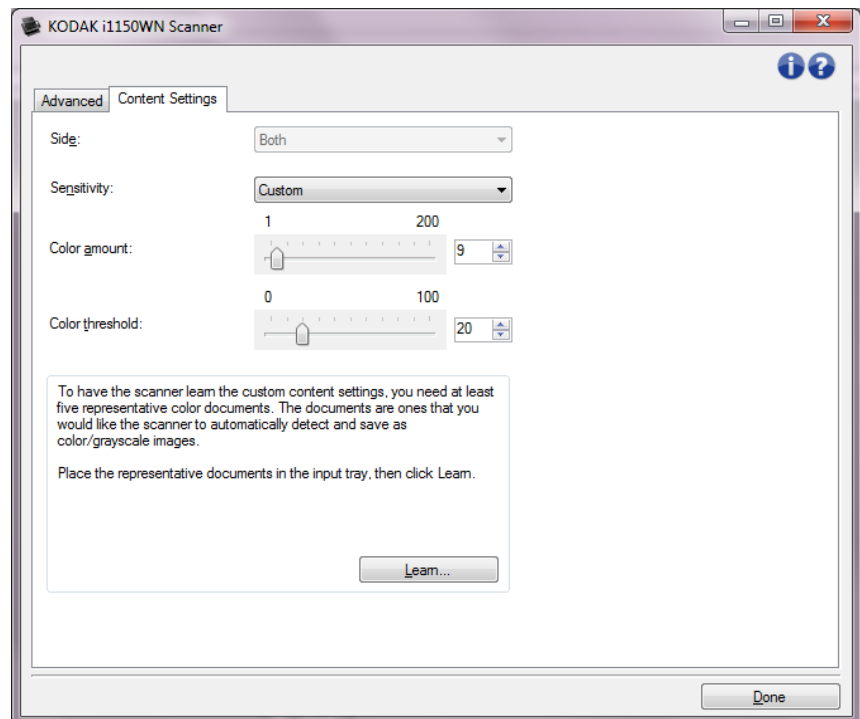 KODAK i1150WN Scanner
Advanced
Content Settings
Side:
Both
Sensitivity:
Custom
1 200
Color amount:
9
0 100
Color threshold:
20
To have the scanner learn the custom content settings, you need at least
five representative color documents. The documents are ones that you
would like the scanner to automatically detect and save as
color/grayscale images.
Place the representative documents in the input tray, then click Learn.
Learn...
Done